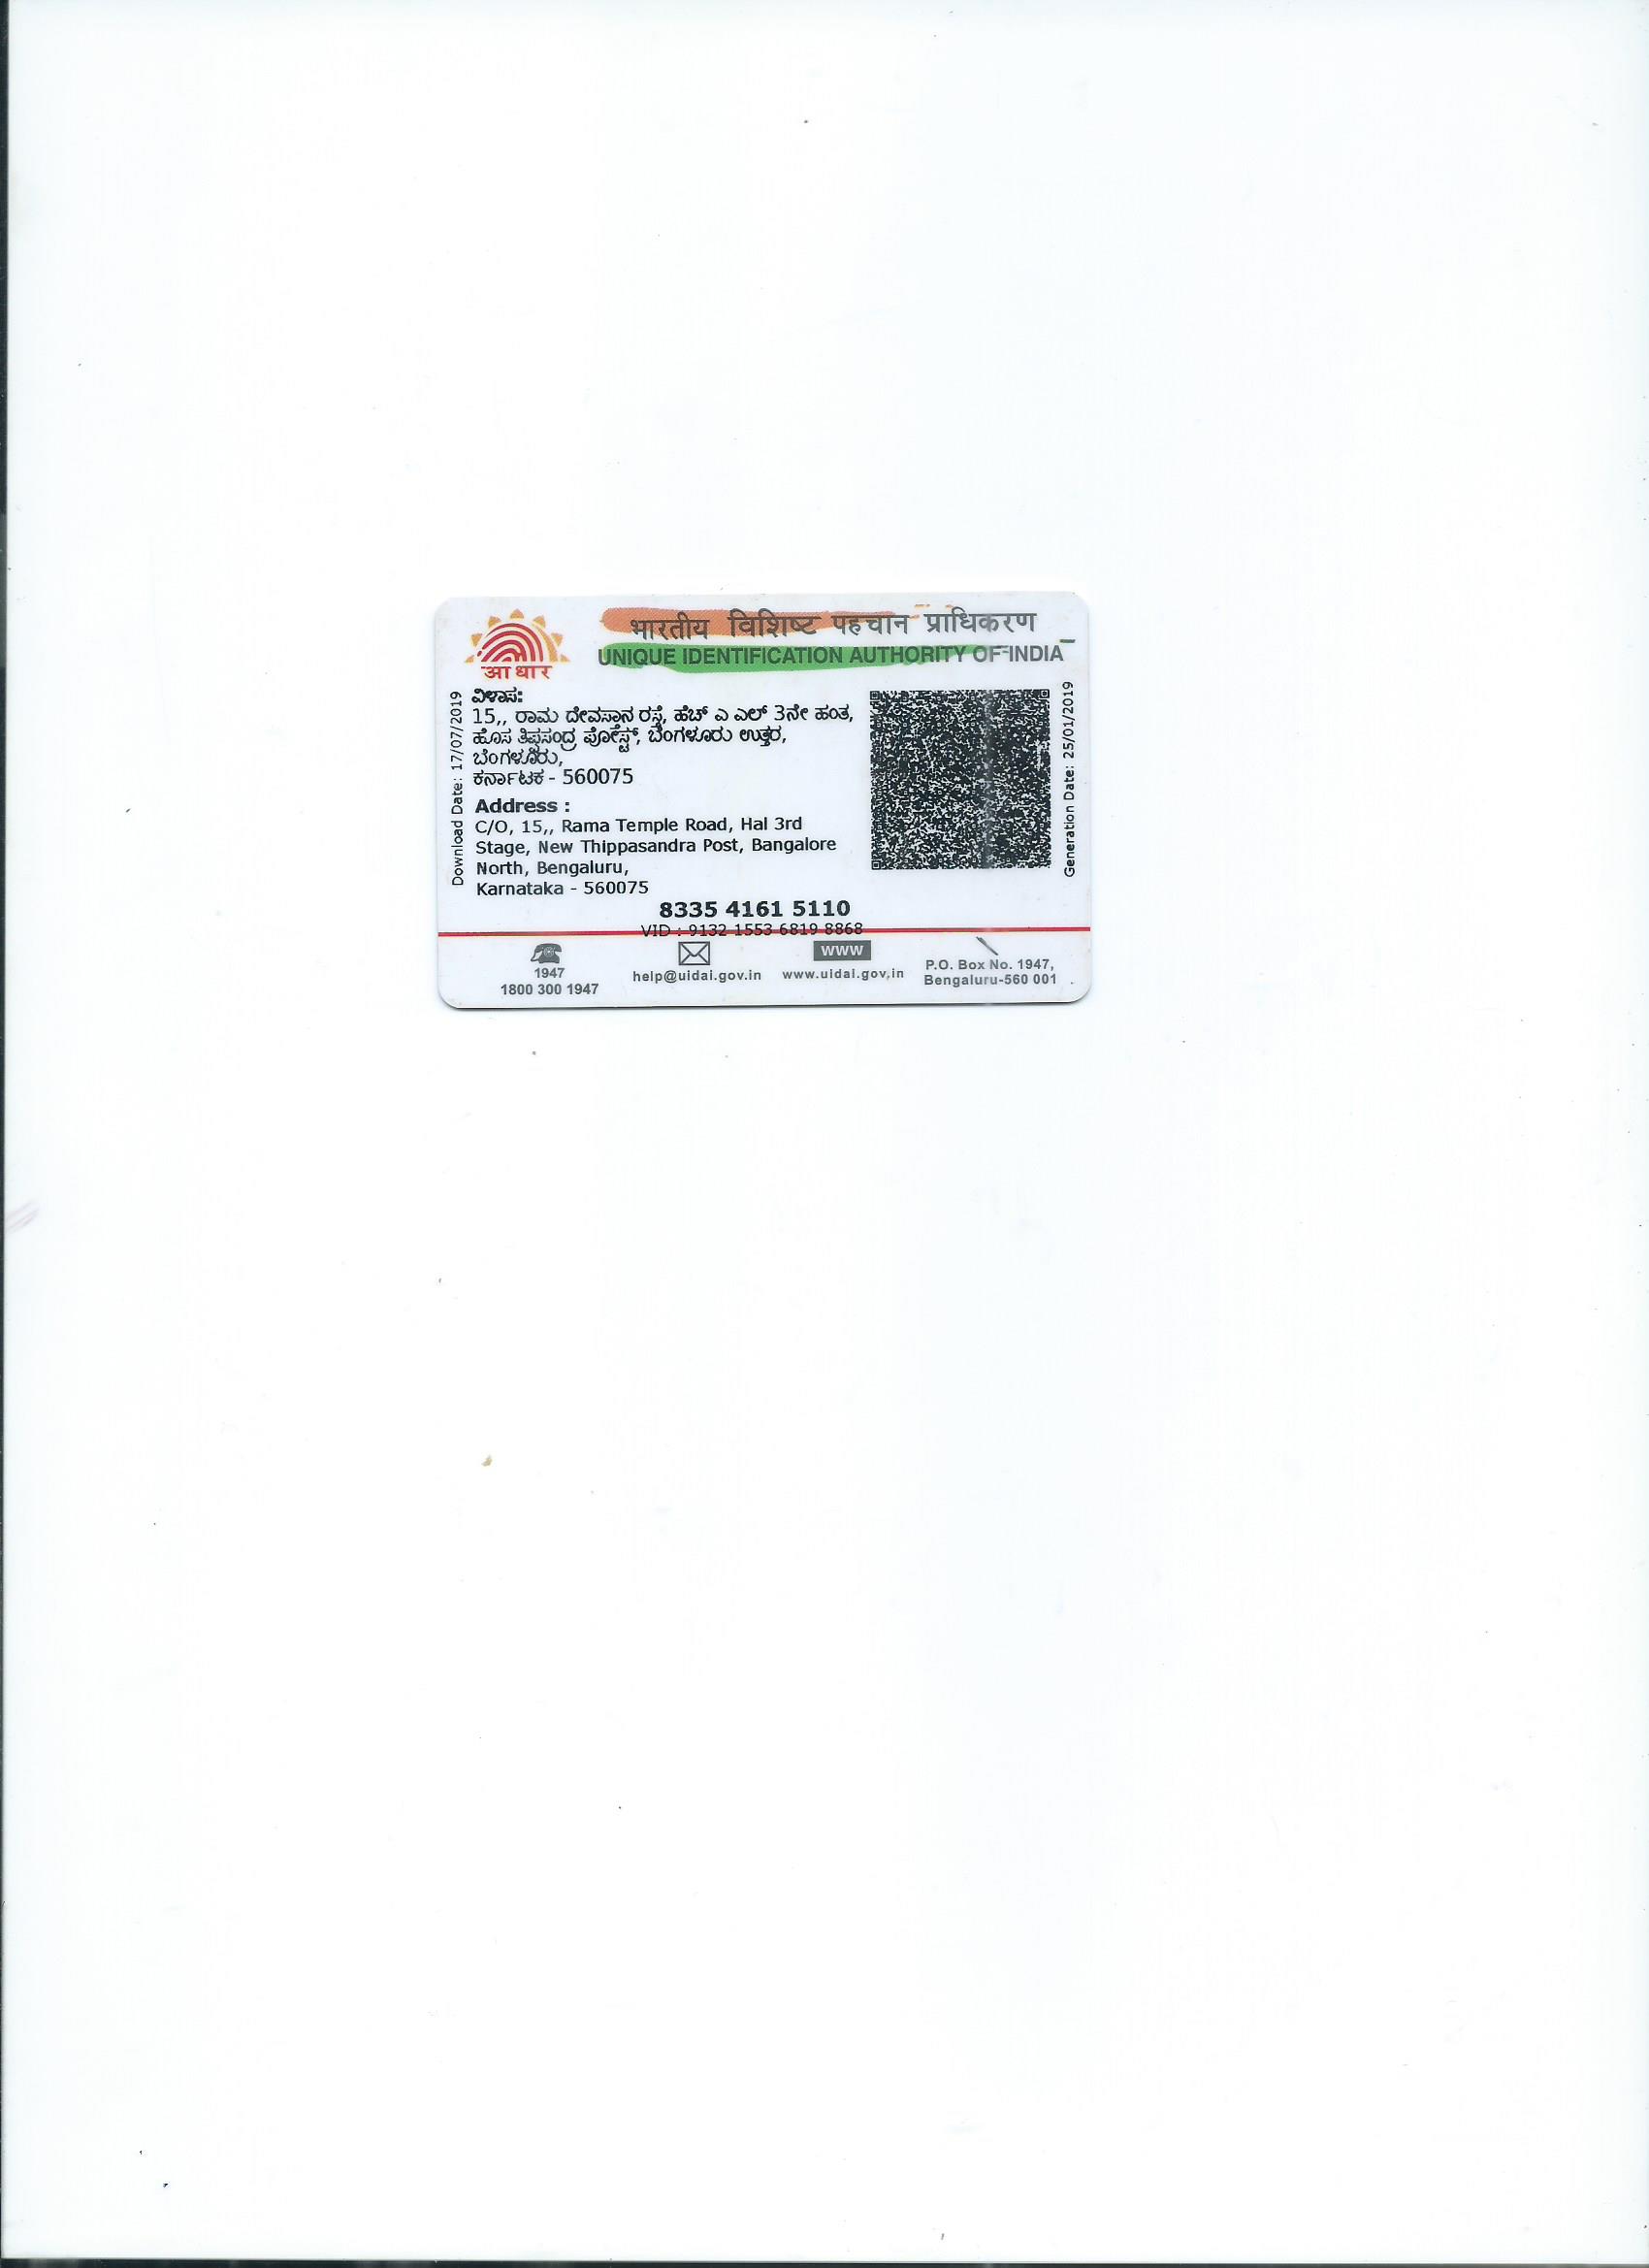 भारतीय विशिष्ट पहचान प्राधिकरण
UNIQUE IDENTIFICATION AUTHORITY OF INDIA
आधार
Download Date: 17/07/2019
ವಿಳಾಸ:
15,, ರಾಮ ದೇವಸ್ಥಾನ ರಸ್ತೆ, ಹೆಚ್ ಎ ಎಲ್ 3ನೇ ಹಂತ,
ಹೊಸ ತಿಪ್ಪಸಂದ್ರ ಪೋಸ್ಟ್, ಬೆಂಗಳೂರು ಉತ್ತರ,
ಬೆಂಗಳೂರು,
ಕರ್ನಾಟಕ - 560075
Address :
C/O, 15,, Rama Temple Road, Hal 3rd
Stage, New Thippasandra Post, Bangalore
North, Bengaluru,
Karnataka - 560075
Generation Date: 25/01/2019
8335 4161 5110
VID : 9132 1553 6819 8868
1947
1800 300 1947
help@uidai.gov.in
www
www.uidai.gov.in
P.O. Box No. 1947,
Bengaluru-560 001